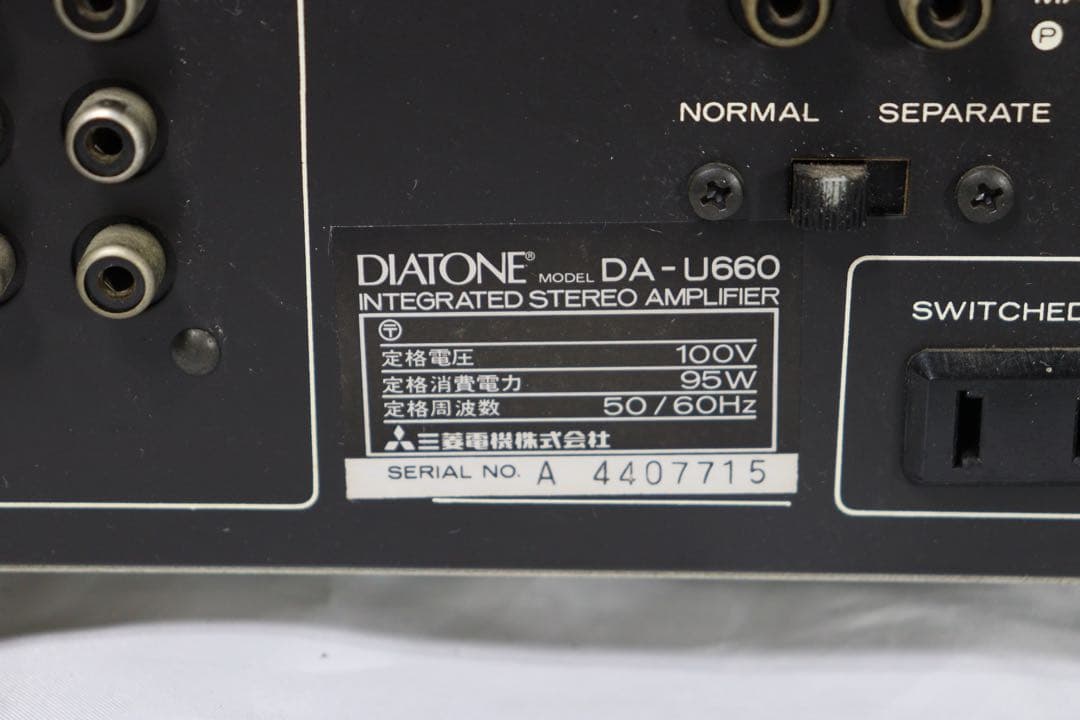 P
NORMAL SEPARATE
DIATONE® MODEL DA-U660
INTEGRATED STEREO AMPLIFIER
〒
定格電圧 100V
定格消費電力 95W
定格周波数 50/60Hz
三菱電機株式会社
SERIAL NO. A 4407715
SWITCHED